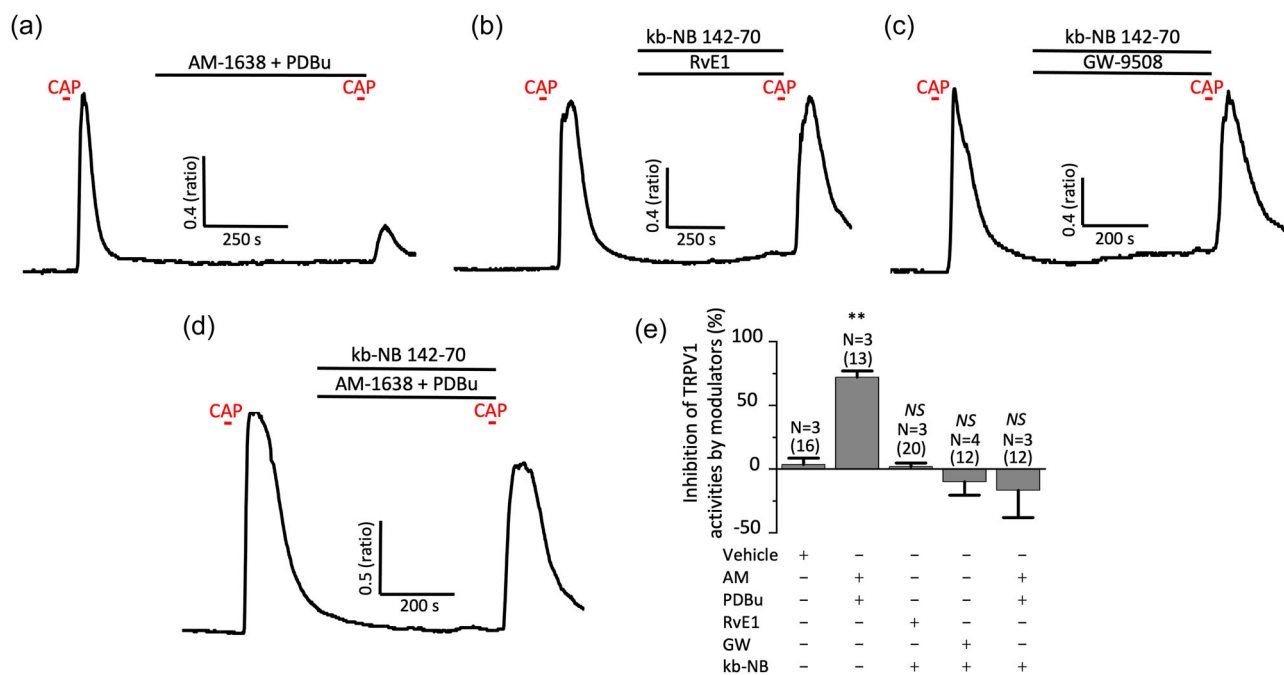 (a)
AM-1638 + PDBu
CAP
CAP
0.4 (ratio)
250 s
(b)
kb-NB 142-70
RvE1
CAP
CAP
0.4 (ratio)
250 s
(c)
kb-NB 142-70
GW-9508
CAP
CAP
0.4 (ratio)
200 s
(d)
kb-NB 142-70
AM-1638 + PDBu
CAP
CAP
0.5 (ratio)
200 s
(e)
Inhibition of TRPV1
activities by modulators (%)
100
50
0
-50
N=3
(16)
**
N=3
(13)
NS
N=3
(20)
NS
N=4
(12)
NS
N=3
(12)
Vehicle + − − − −
AM − + − − +
PDBu − + − − +
RvE1 − − + − −
GW − − − + −
kb-NB − − + + +